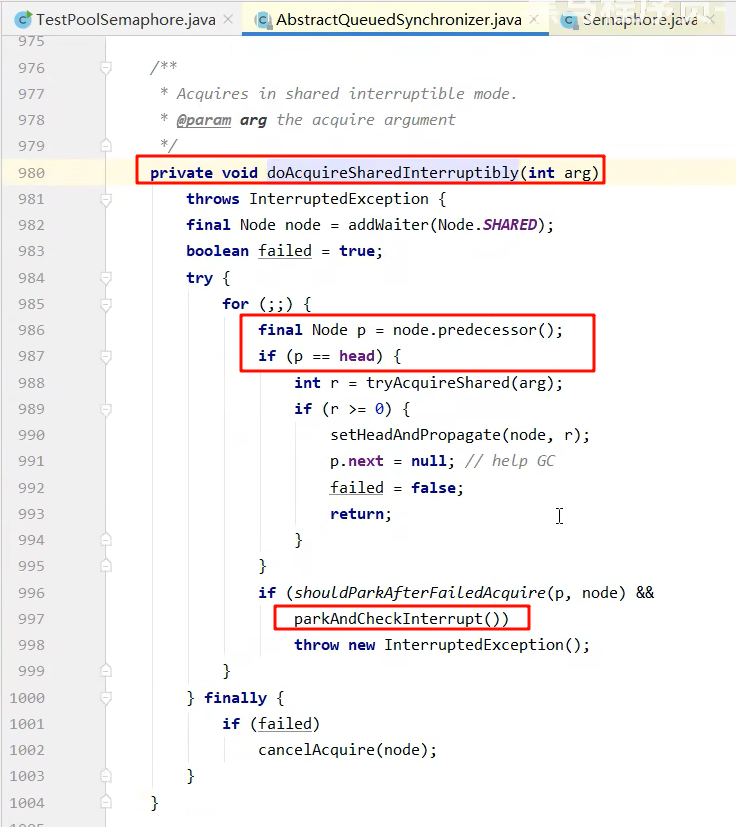 TestPoolSemaphore.java AbstractQueuedSynchronizer.java Semaphore.java
975
976 /**
977 * Acquires in shared interruptible mode.
978 * @param arg the acquire argument
979 */
980 private void doAcquireSharedInterruptibly(int arg)
981 throws InterruptedException {
982 final Node node = addWaiter(Node.SHARED);
983 boolean failed = true;
984 try {
985 for (;;) {
986 final Node p = node.predecessor();
987 if (p == head) {
988 int r = tryAcquireShared(arg);
989 if (r >= 0) {
990 setHeadAndPropagate(node, r);
991 p.next = null; // help GC
992 failed = false;
993 return;
994 }
995 }
996 if (shouldParkAfterFailedAcquire(p, node) &&
997 parkAndCheckInterrupt())
998 throw new InterruptedException();
999 }
1000 } finally {
1001 if (failed)
1002 cancelAcquire(node);
1003 }
1004 }